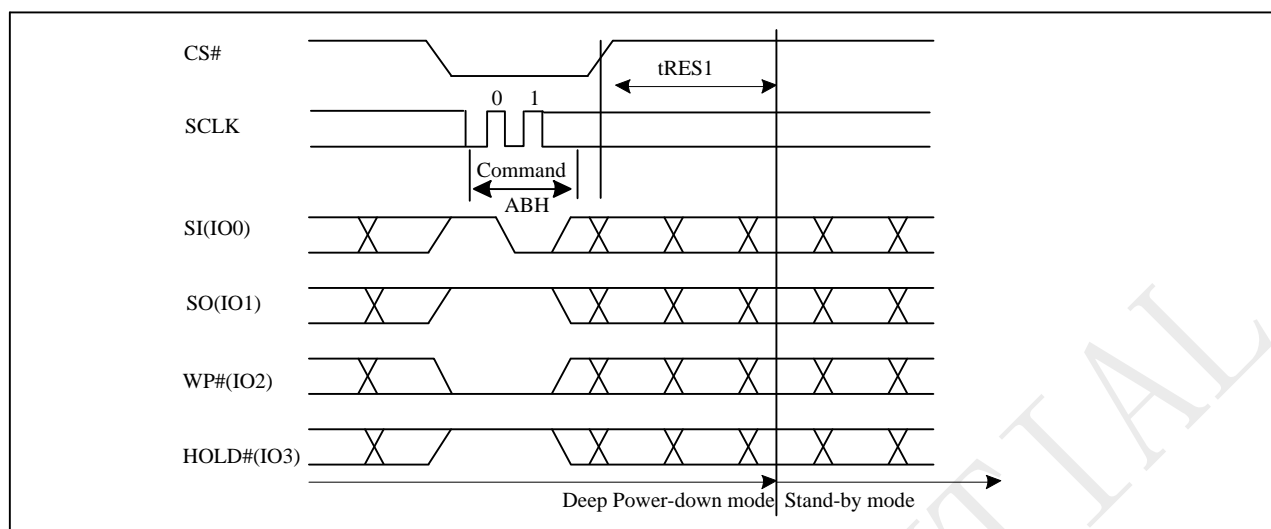 CS#
tRES1
0 1
SCLK
Command
ABH
SI(IO0)
SO(IO1)
WP#(IO2)
HOLD#(IO3)
Deep Power-down mode Stand-by mode
TIAL